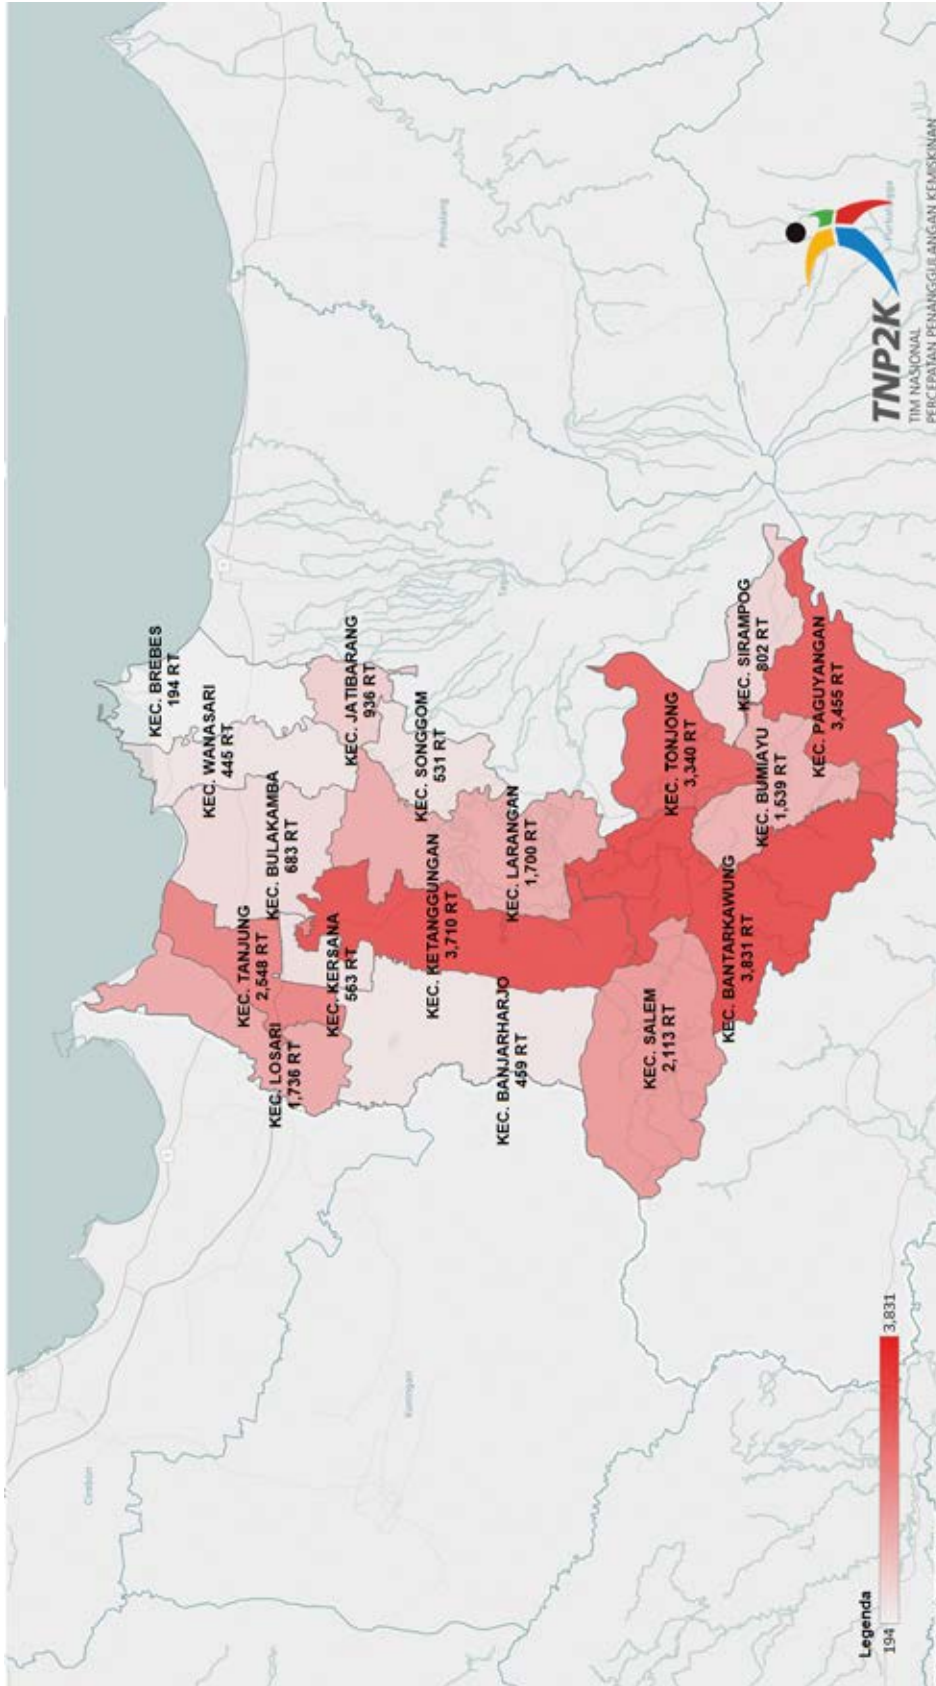 KEC. BREBES
194 RT
KEC. WANASARI
445 RT
KEC. BULAKAMBA
683 RT
KEC. TANJUNG
2,548 RT
KEC. LOSARI
1,736 RT
KEC. KERSANA
563 RT
KEC. JATIBARANG
936 RT
KEC. SONGGOM
531 RT
KEC. KETANGGUNGAN
3,710 RT
KEC. LARANGAN
1,700 RT
KEC. BANJARHARJO
459 RT
KEC. SALEM
2,113 RT
KEC. TONJONG
3,340 RT
KEC. BANTARKAWUNG
3,831 RT
KEC. BUMIAYU
1,539 RT
KEC. SIRAMPOG
802 RT
KEC. PAGUYANGAN
3,455 RT
Cirebon
Kuningan
Pemalang
Legenda
194
3,831
TNP2K
TIM NASIONAL
PERCEPATAN PENANGGULANGAN KEMISKINAN